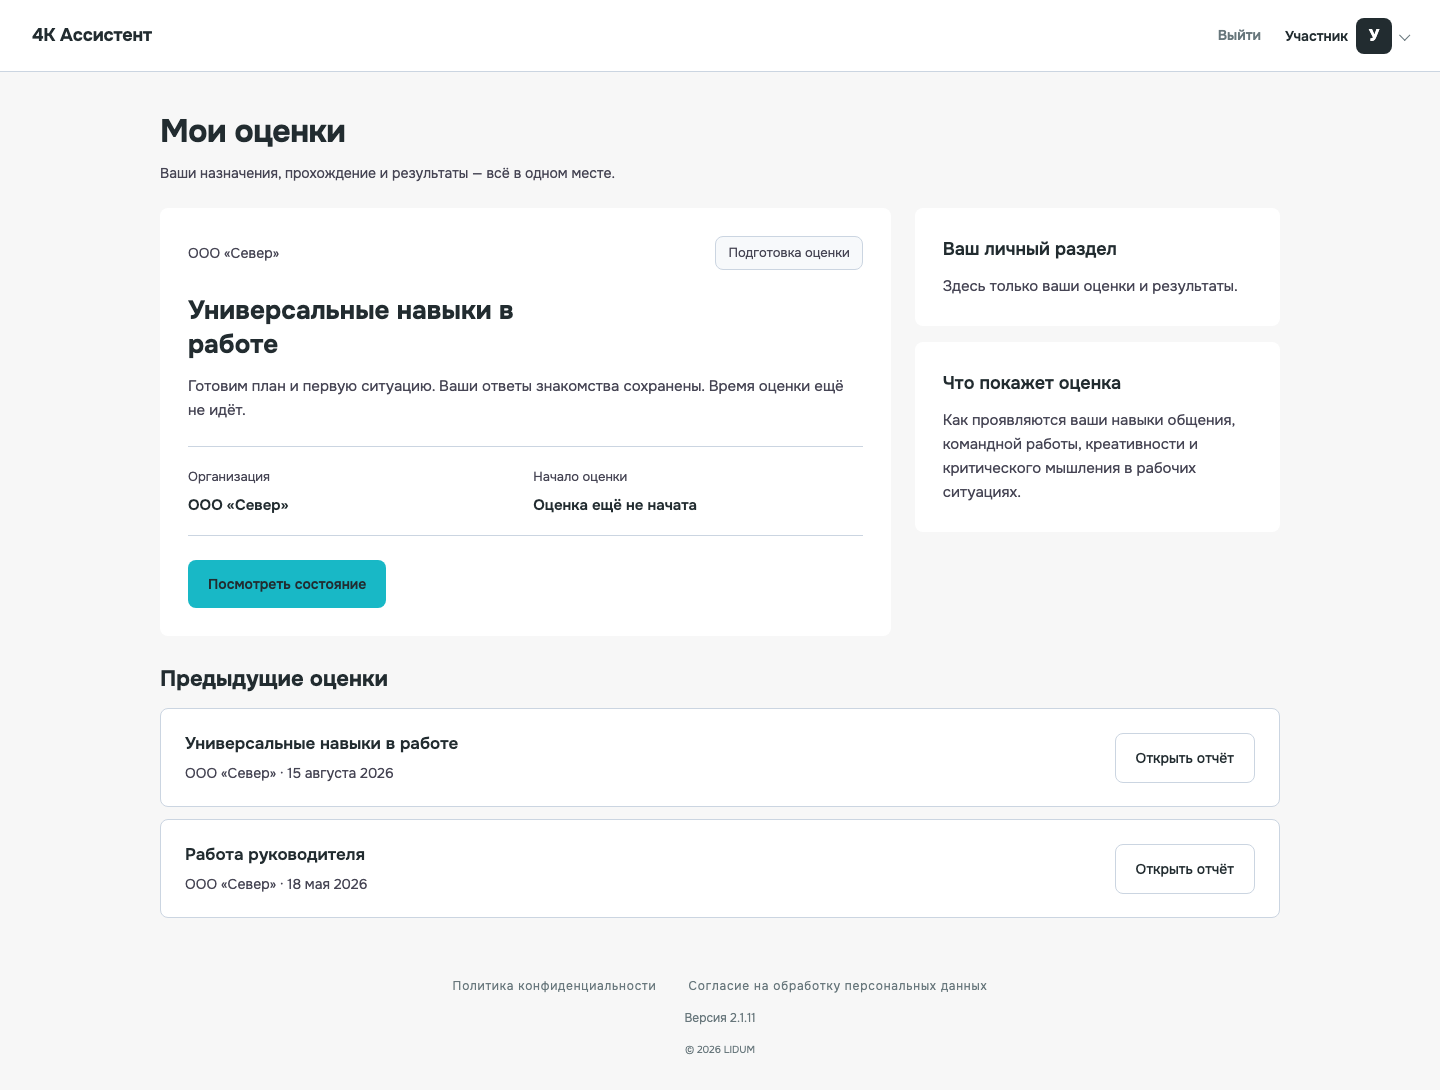 4К Ассистент
Выйти
Участник
У
Мои оценки
Ваши назначения, прохождение и результаты — всё в одном месте.
ООО «Север»
Подготовка оценки
Универсальные навыки в
работе
Готовим план и первую ситуацию. Ваши ответы знакомства сохранены. Время оценки ещё
не идёт.
Организация
ООО «Север»
Начало оценки
Оценка ещё не начата
Посмотреть состояние
Ваш личный раздел
Здесь только ваши оценки и результаты.
Что покажет оценка
Как проявляются ваши навыки общения,
командной работы, креативности и
критического мышления в рабочих
ситуациях.
Предыдущие оценки
Универсальные навыки в работе
ООО «Север» · 15 августа 2026
Открыть отчёт
Работа руководителя
ООО «Север» · 18 мая 2026
Открыть отчёт
Политика конфиденциальности
Согласие на обработку персональных данных
Версия 2.1.11
© 2026 LIDUM